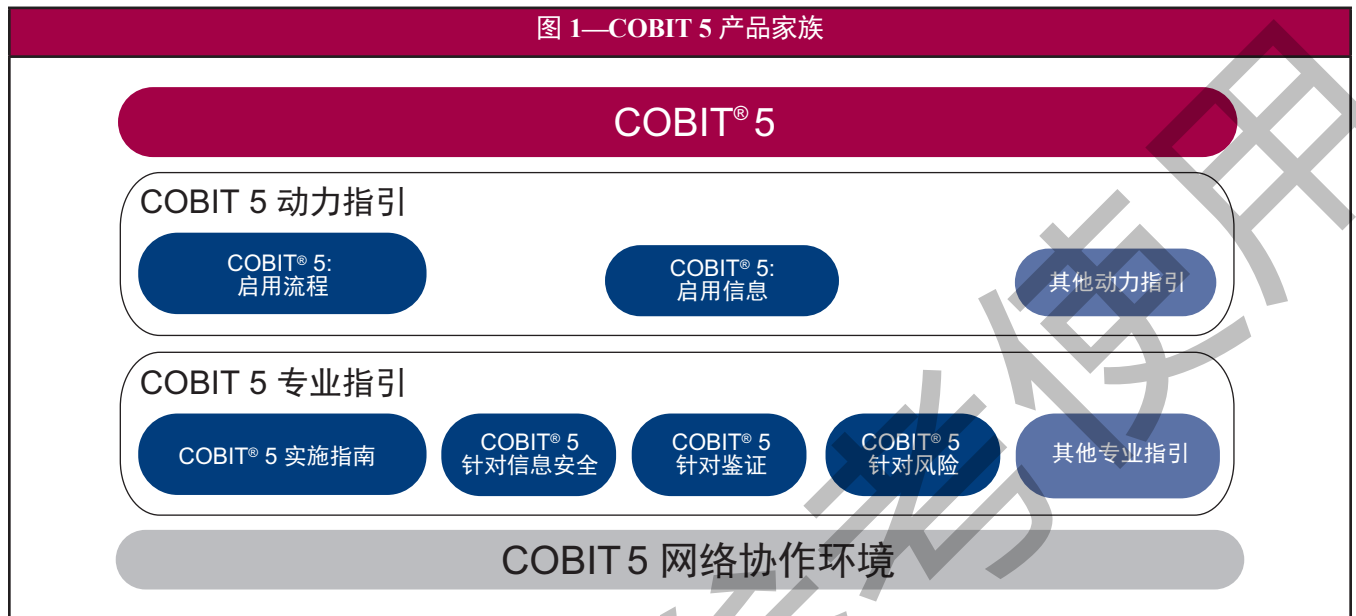 图 1—COBIT 5 产品家族
COBIT® 5
COBIT 5 动力指引
COBIT® 5:
启用流程
COBIT® 5:
启用信息
其他动力指引
COBIT 5 专业指引
COBIT® 5 实施指南
COBIT® 5
针对信息安全
COBIT® 5
针对鉴证
COBIT® 5
针对风险
其他专业指引
COBIT 5 网络协作环境
考使用